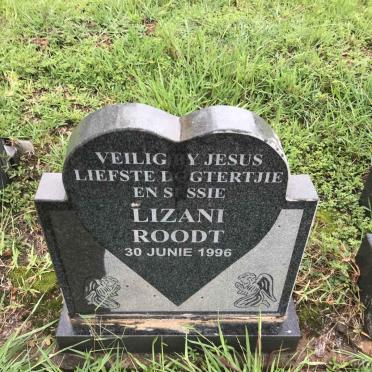 VEILIG BY JESUS
LIEFSTE DOGTERTJIE
EN SUSSIE
LIZANI
ROODT
30 JUNIE 1996